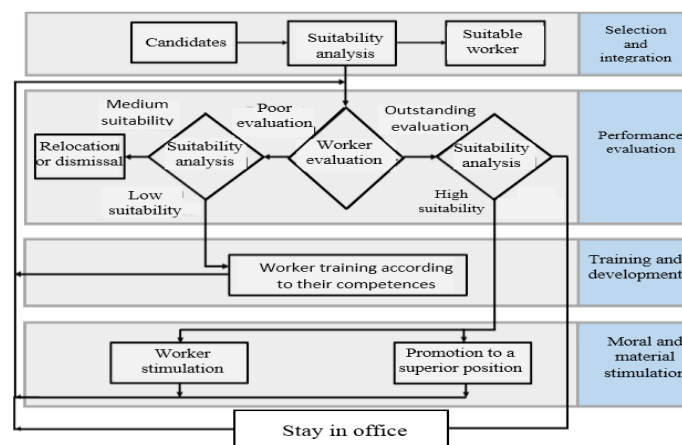 Candidates
Suitability
analysis
Suitable
worker
Selection
and
integration
Medium
suitability
Poor
evaluation
Outstanding
evaluation
Relocation
or dismissal
Suitability
analysis
Worker
evaluation
Suitability
analysis
Performance
evaluation
Low
suitability
High
suitability
Worker training according
to their competences
Training and
development
Worker
stimulation
Promotion to a
superior position
Moral and
material
stimulation
Stay in office